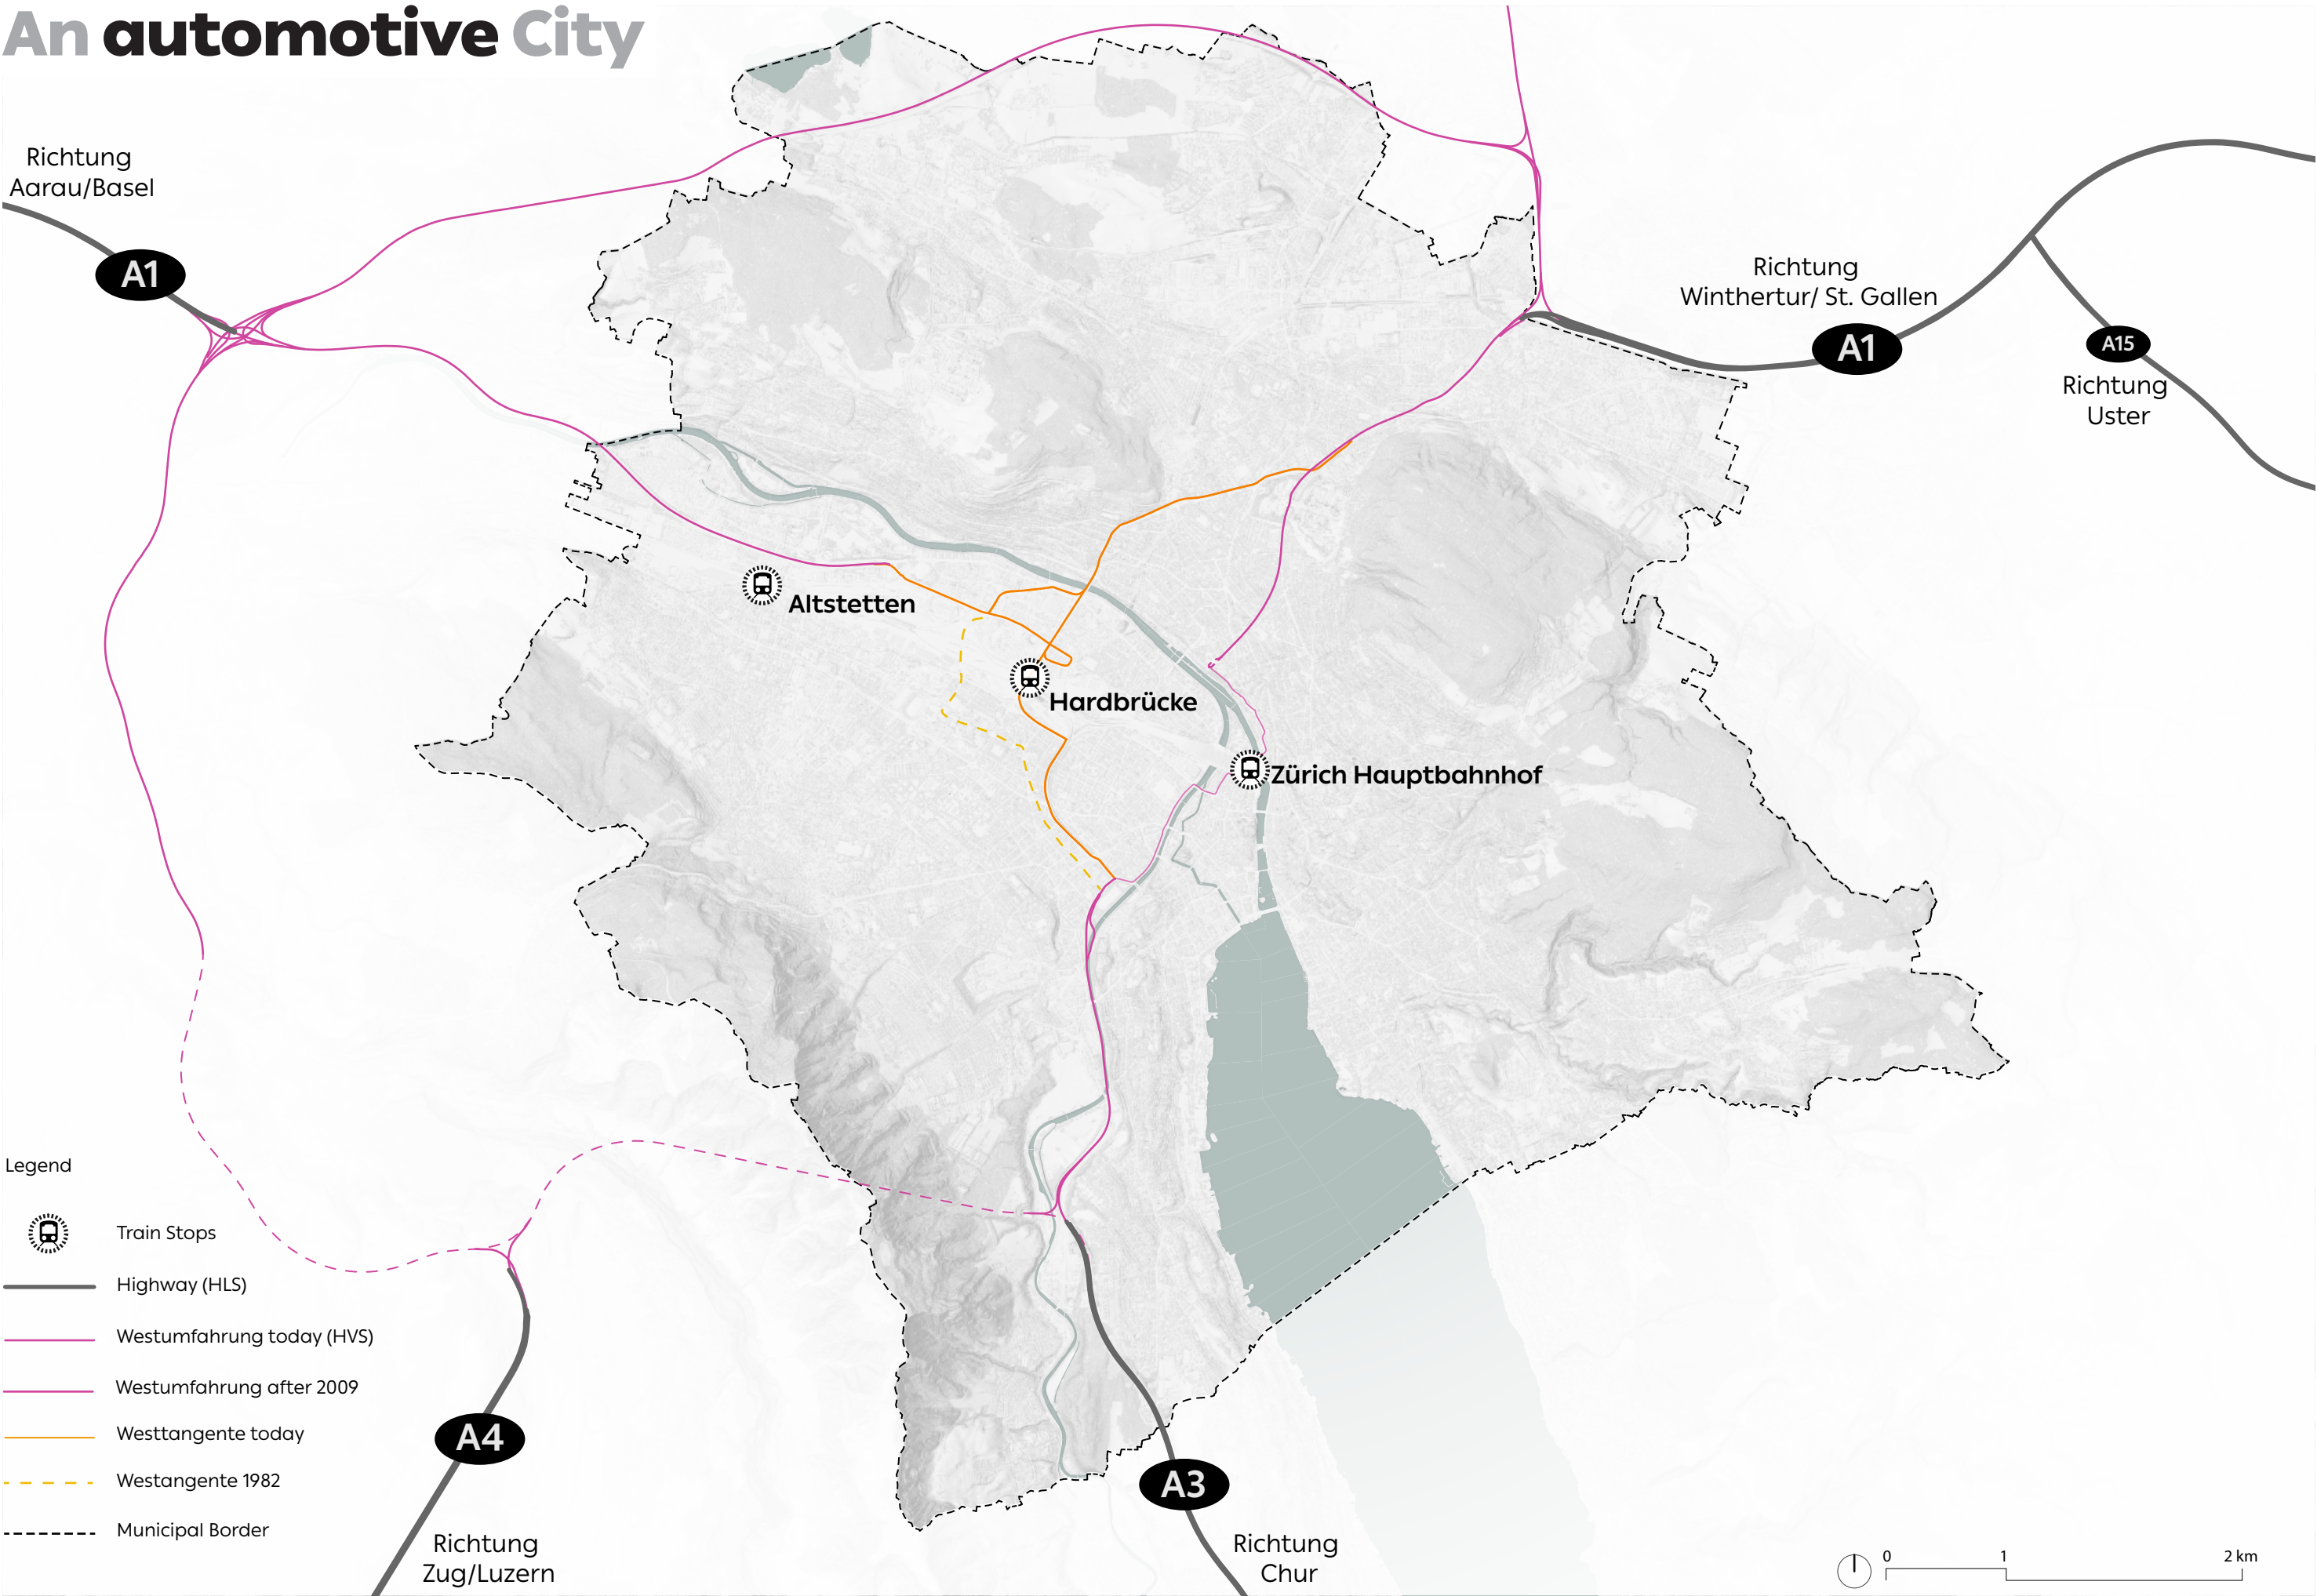 An automotive City
Richtung
Aarau/Basel
A1
Richtung
Winthertur/ St. Gallen
A1
A15
Richtung
Uster
Altstetten
Hardbrücke
Zürich Hauptbahnhof
Legend
Train Stops
Highway (HLS)
Westumfahrung today (HVS)
Westumfahrung after 2009
Westtangente today
Westangente 1982
Municipal Border
A4
Richtung
Zug/Luzern
A3
Richtung
Chur
0 1 2 km